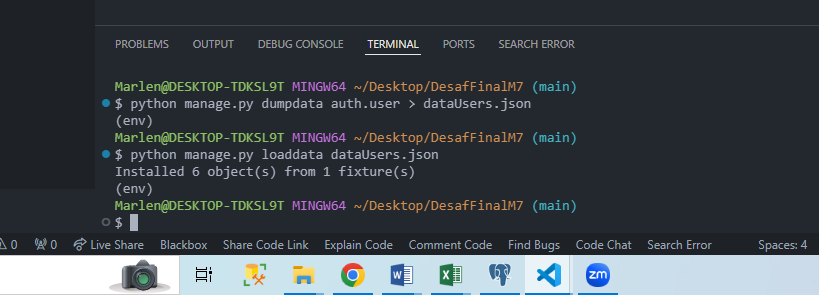 PROBLEMS OUTPUT DEBUG CONSOLE TERMINAL PORTS SEARCH ERROR
Marlen@DESKTOP-TDKSL9T MINGW64 ~/Desktop/DesafFinalM7 (main)
$ python manage.py dumpdata auth.user > dataUsers.json
(env)
Marlen@DESKTOP-TDKSL9T MINGW64 ~/Desktop/DesafFinalM7 (main)
$ python manage.py loaddata dataUsers.json
Installed 6 object(s) from 1 fixture(s)
(env)
Marlen@DESKTOP-TDKSL9T MINGW64 ~/Desktop/DesafFinalM7 (main)
$
0 0 Live Share Blackbox Share Code Link Explain Code Comment Code Find Bugs Code Chat Search Error Spaces: 4
W X zm